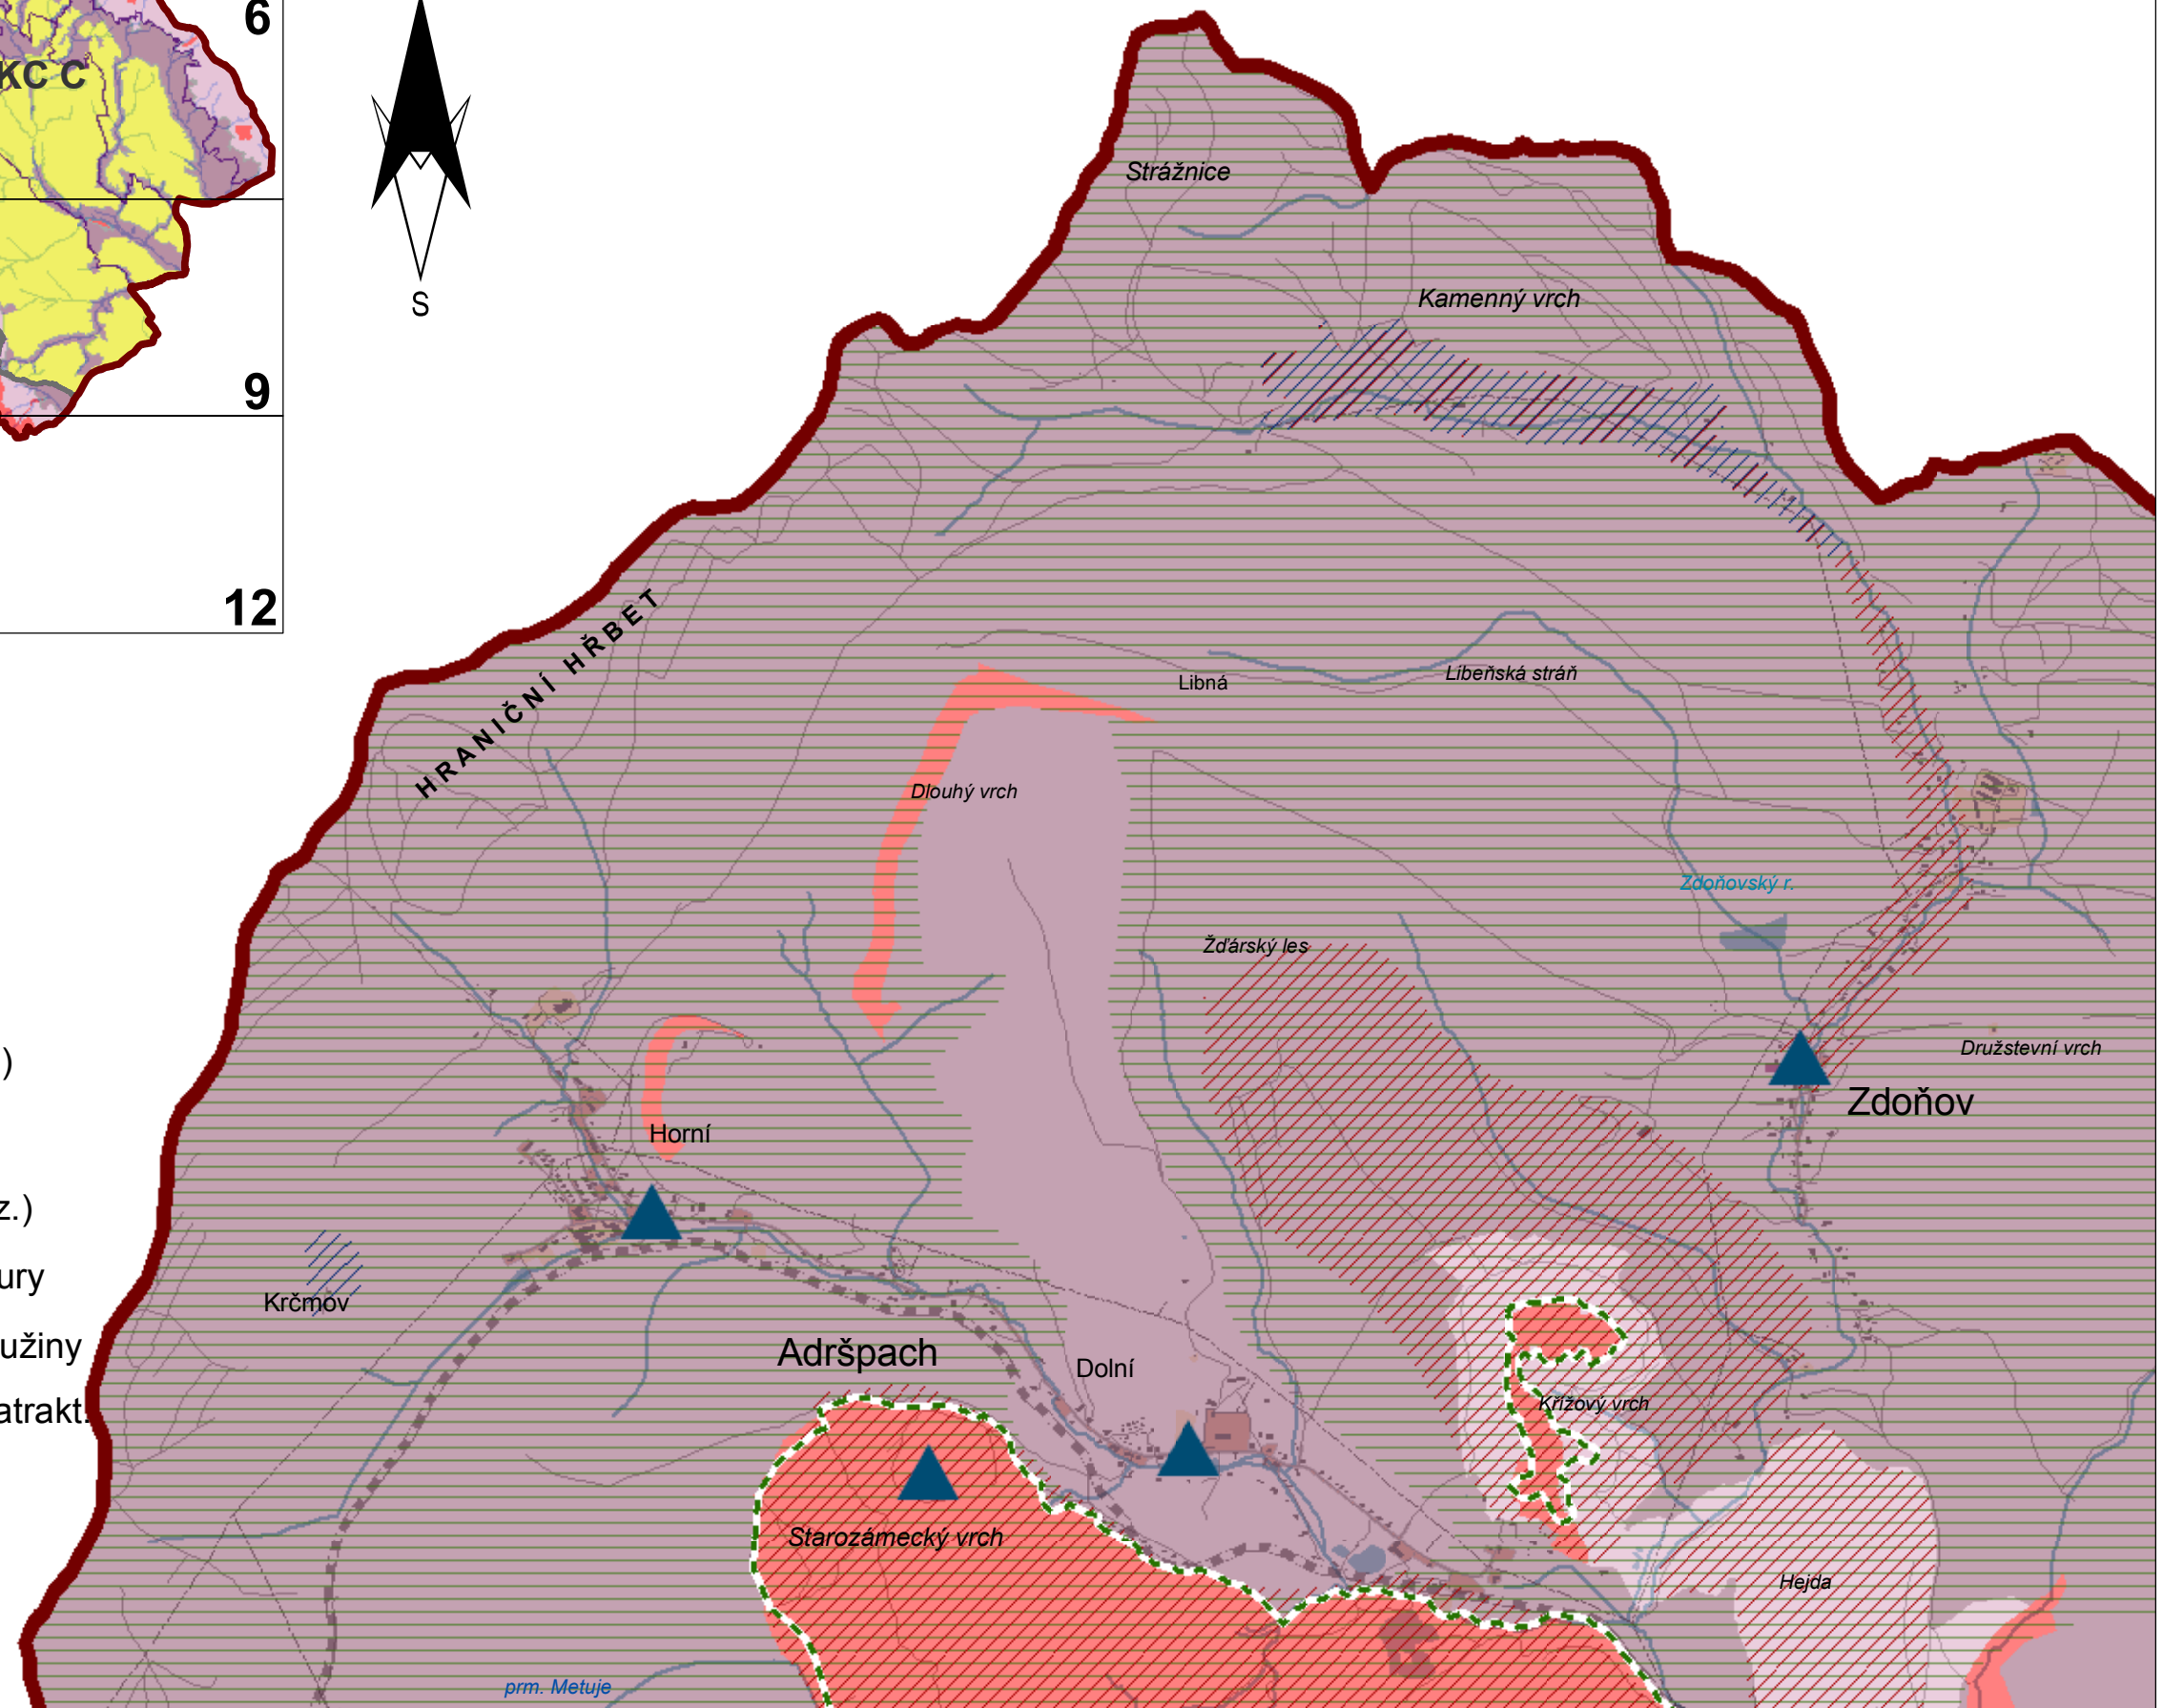 6
KC C
9
12
S
Strážnice
Kamenný vrch
HRANIČNÍ HŘBET
Libná
Libeňská stráň
Dlouhý vrch
Zdoňovský r.
Žďárský les
Družstevní vrch
)
Zdoňov
Horní
z.)
ury
Krčmov
užiny
Adršpach
Dolní
atrakt.
Křížový vrch
Starozámecký vrch
Hejda
prm. Metuje